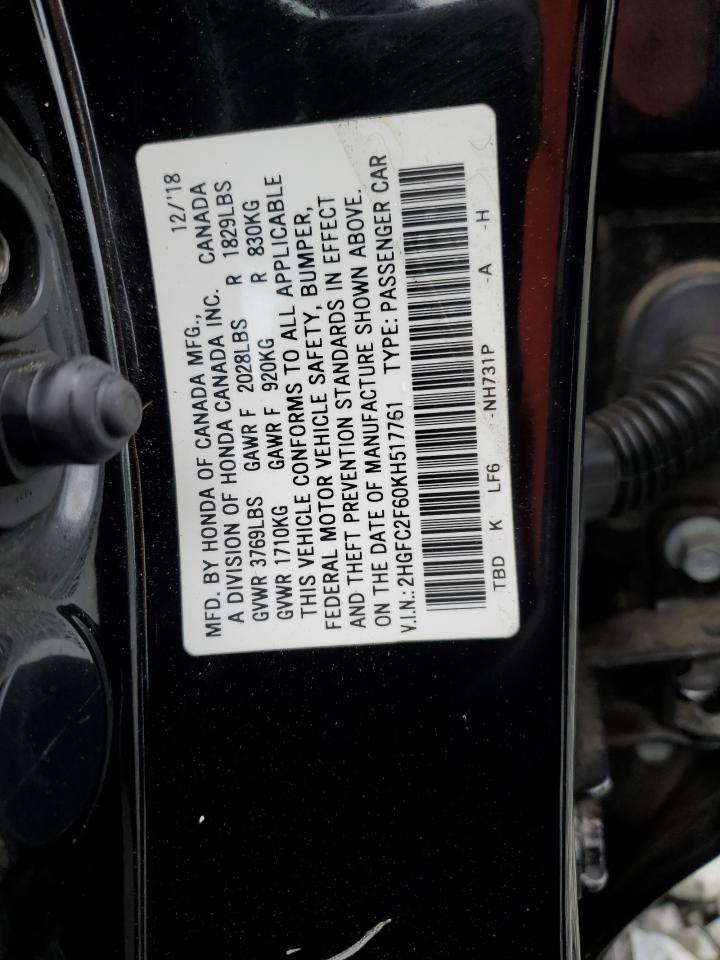 12/'18
MFD. BY HONDA OF CANADA MFG.,
A DIVISION OF HONDA CANADA INC. CANADA
GVWR 3769LBS GAWR F 2028LBS R 1829LBS
GVWR 1710KG GAWR F 920KG R 830KG
THIS VEHICLE CONFORMS TO ALL APPLICABLE
FEDERAL MOTOR VEHICLE SAFETY, BUMPER,
AND THEFT PREVENTION STANDARDS IN EFFECT
ON THE DATE OF MANUFACTURE SHOWN ABOVE.
V.I.N.: 2HGFC2F60KH517761 TYPE: PASSENGER CAR
TBD K LF6 -NH731P -A -H